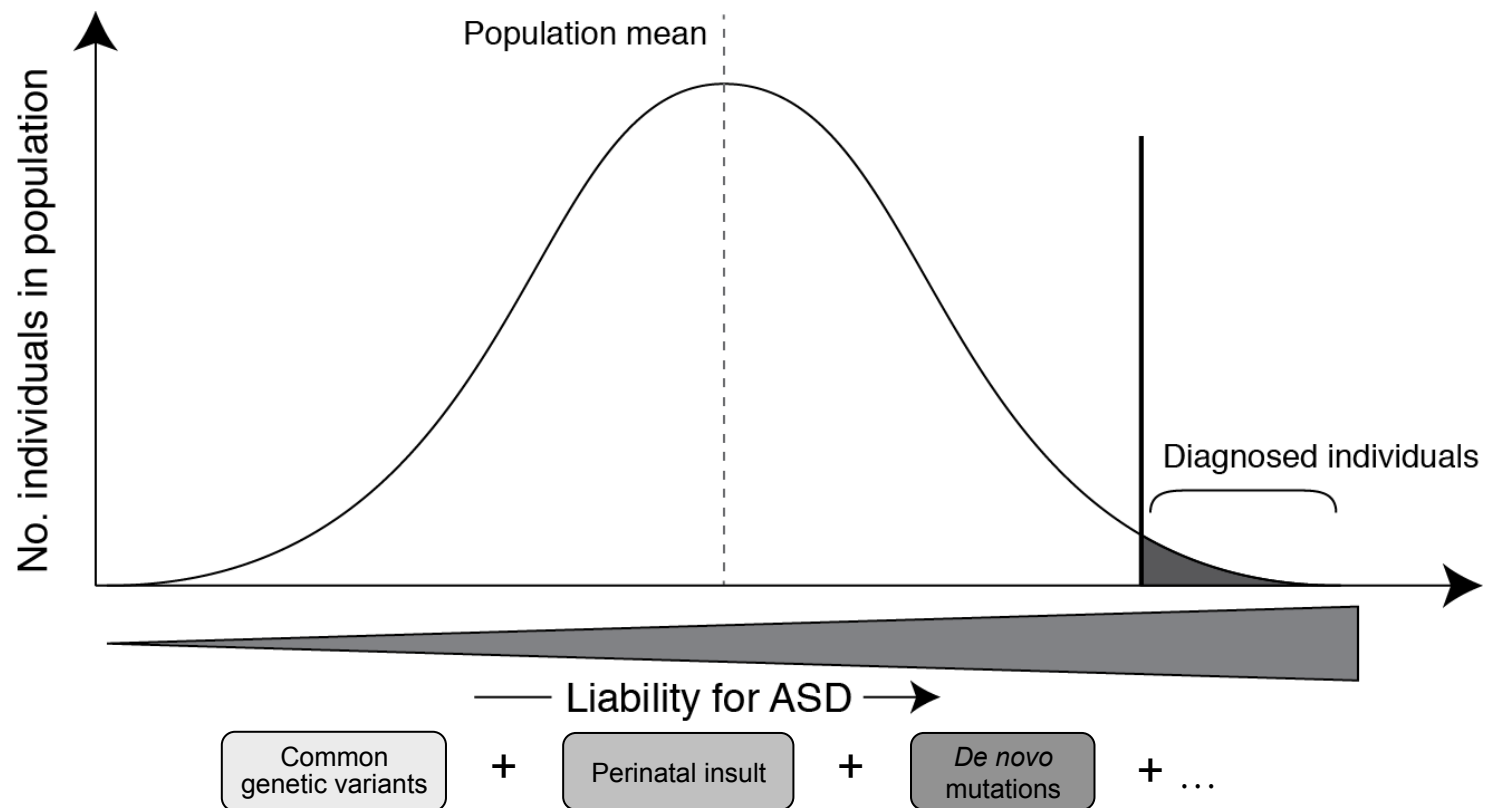 Population mean
No. individuals in population
Diagnosed individuals
Liability for ASD
Common
genetic variants
+
Perinatal insult
+
De novo
mutations
+ ...